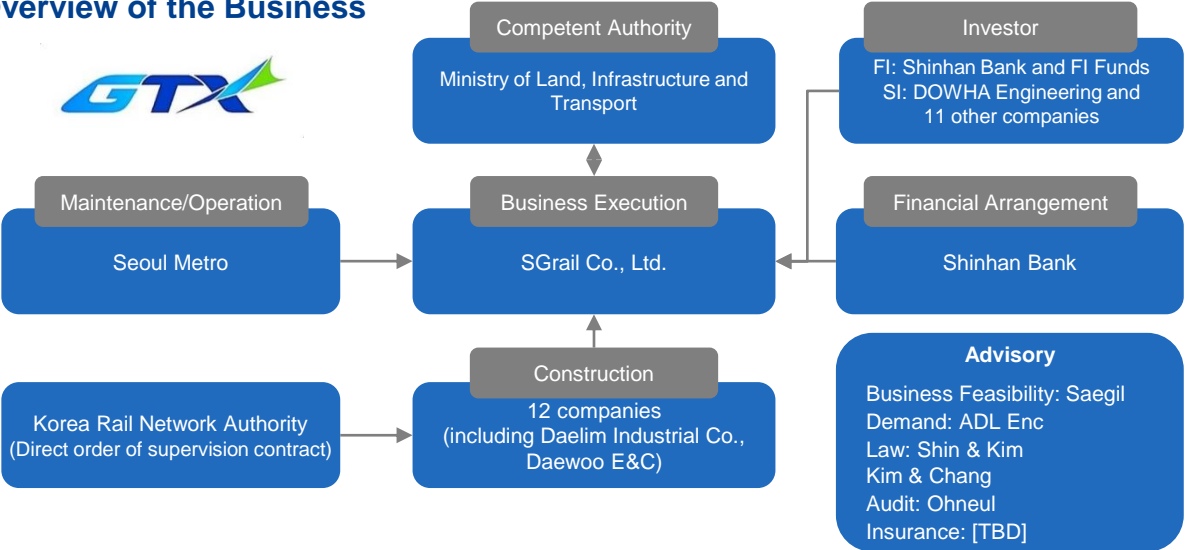 Overview of the Business
GTX
Competent Authority
Ministry of Land, Infrastructure and
Transport
Investor
FI: Shinhan Bank and FI Funds
SI: DOWHA Engineering and
11 other companies
Maintenance/Operation
Seoul Metro
Business Execution
SGrail Co., Ltd.
Financial Arrangement
Shinhan Bank
Korea Rail Network Authority
(Direct order of supervision contract)
Construction
12 companies
(including Daelim Industrial Co.,
Daewoo E&C)
Advisory
Business Feasibility: Saegil
Demand: ADL Enc
Law: Shin & Kim
Kim & Chang
Audit: Ohneul
Insurance: [TBD]